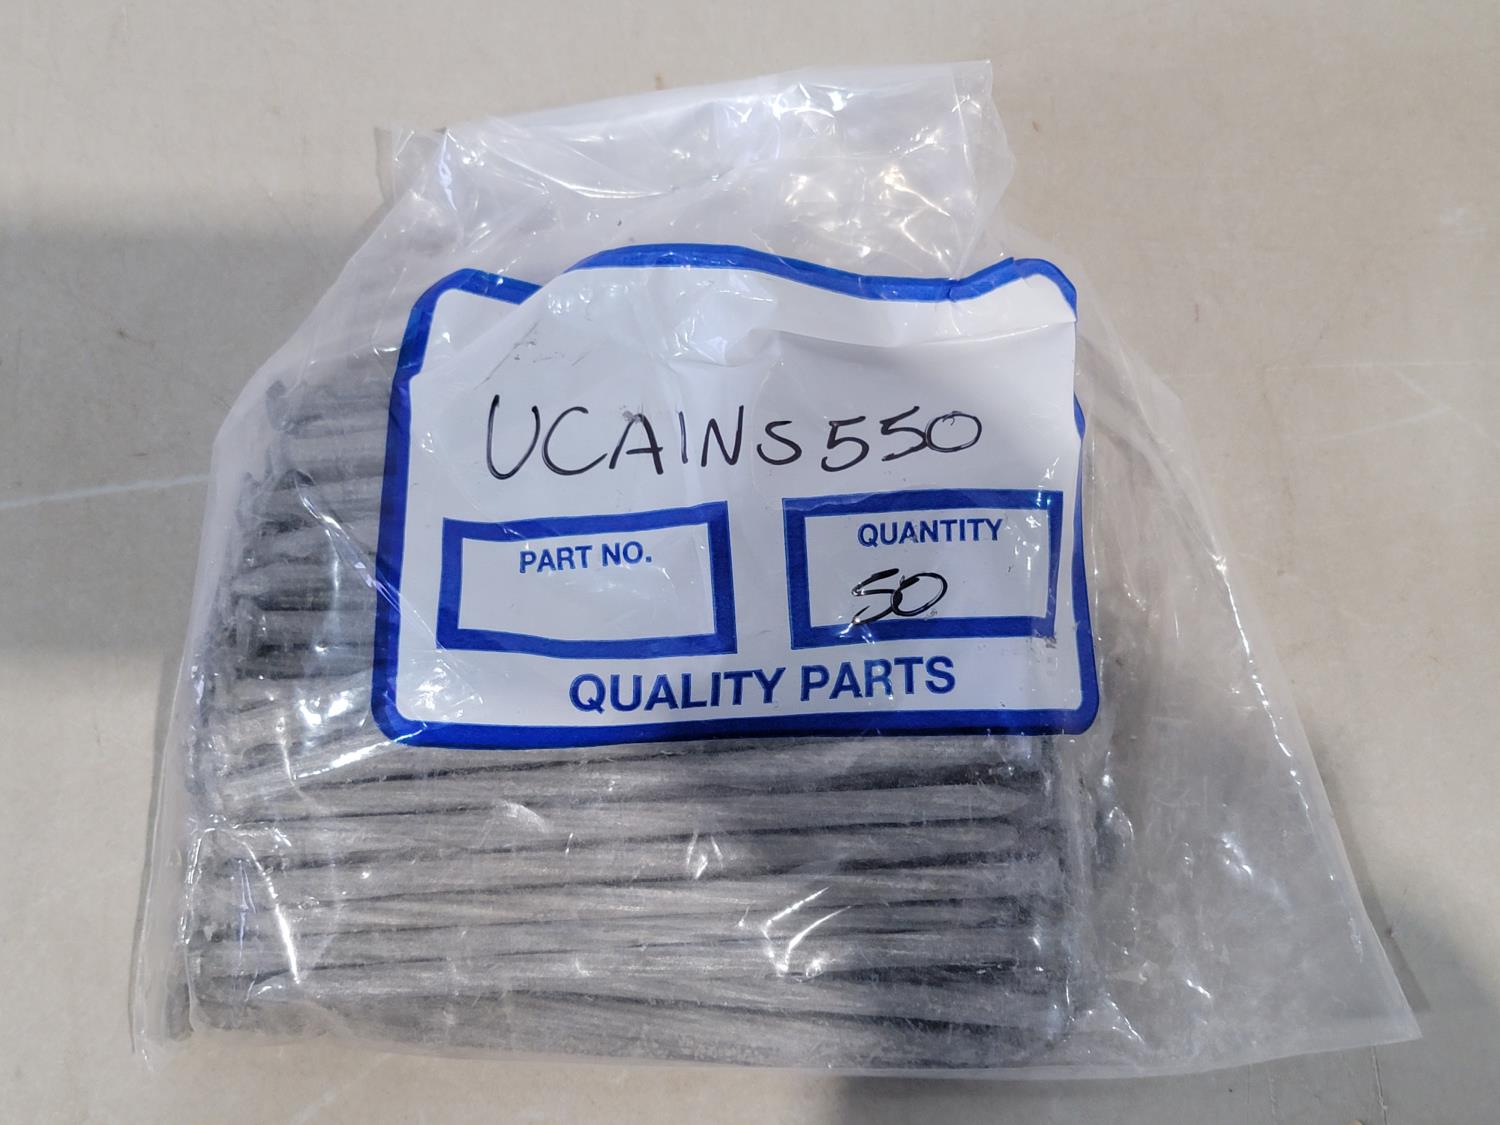 UCAINS550
PART NO.
QUANTITY
50
QUALITY PARTS